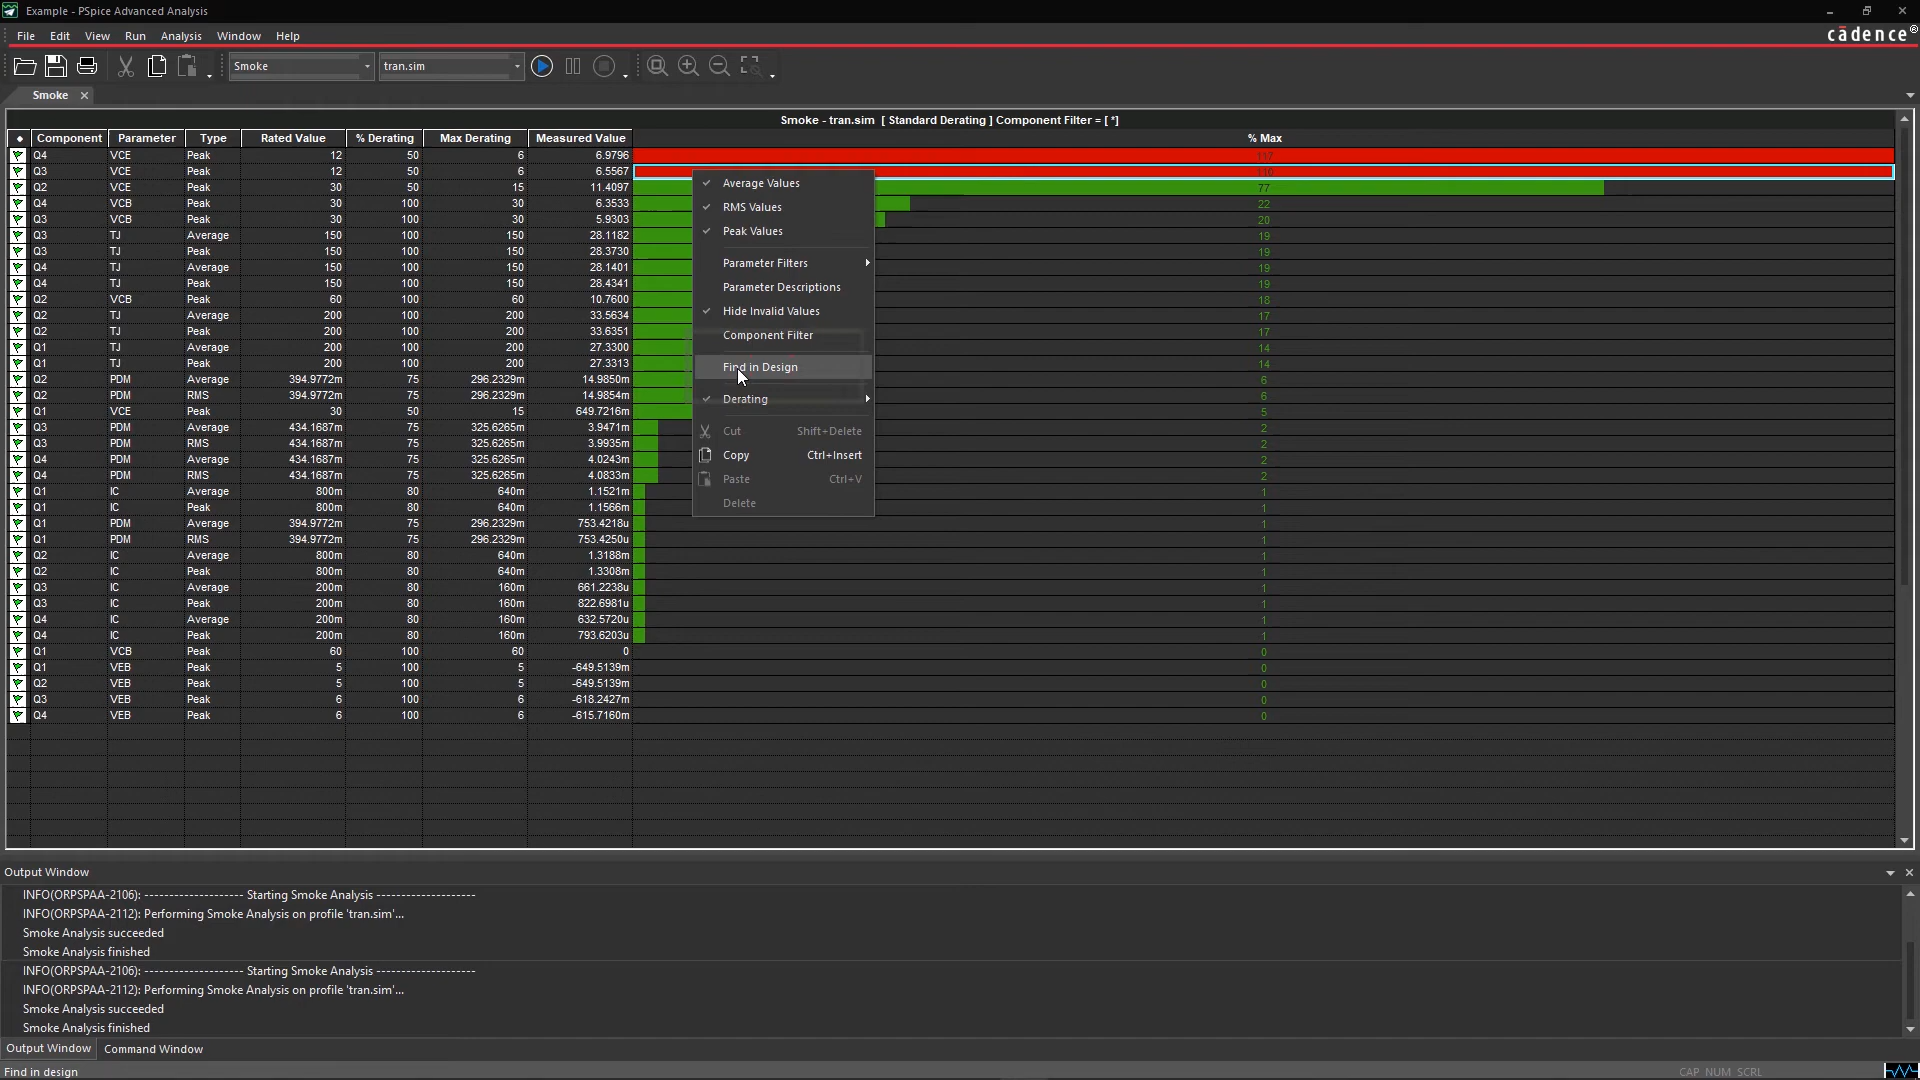 Example - PSpice Advanced Analysis
File Edit View Run Analysis Window Help
cādence®
Smoke tran.sim
Smoke
Smoke - tran.sim [ Standard Derating ] Component Filter = [ *]
Component Parameter Type Rated Value % Derating Max Derating Measured Value % Max
Q4 VCE Peak 12 50 6 6.9796 117
Q3 VCE Peak 12 50 6 6.5567 110
Q2 VCE Peak 30 50 15 11.4097 77
Q4 VCB Peak 30 100 30 6.3533 22
Q3 VCB Peak 30 100 30 5.9303 20
Q3 TJ Average 150 100 150 28.1182 19
Q3 TJ Peak 150 100 150 28.3730 19
Q4 TJ Average 150 100 150 28.1401 19
Q4 TJ Peak 150 100 150 28.4341 19
Q2 VCB Peak 60 100 60 10.7600 18
Q2 TJ Average 200 100 200 33.5634 17
Q2 TJ Peak 200 100 200 33.6351 17
Q1 TJ Average 200 100 200 27.3300 14
Q1 TJ Peak 200 100 200 27.3313 14
Q2 PDM Average 394.9772m 75 296.2329m 14.9850m 6
Q2 PDM RMS 394.9772m 75 296.2329m 14.9854m 6
Q1 VCE Peak 30 50 15 649.7216m 5
Q3 PDM Average 434.1687m 75 325.6265m 3.9471m 2
Q3 PDM RMS 434.1687m 75 325.6265m 3.9935m 2
Q4 PDM Average 434.1687m 75 325.6265m 4.0243m 2
Q4 PDM RMS 434.1687m 75 325.6265m 4.0833m 2
Q1 IC Average 800m 80 640m 1.1521m 1
Q1 IC Peak 800m 80 640m 1.1566m 1
Q1 PDM Average 394.9772m 75 296.2329m 753.4218u 1
Q1 PDM RMS 394.9772m 75 296.2329m 753.4250u 1
Q2 IC Average 800m 80 640m 1.3188m 1
Q2 IC Peak 800m 80 640m 1.3308m 1
Q3 IC Average 200m 80 160m 661.2238u 1
Q3 IC Peak 200m 80 160m 822.6981u 1
Q4 IC Average 200m 80 160m 632.5720u 1
Q4 IC Peak 200m 80 160m 793.6203u 1
Q1 VCB Peak 60 100 60 0 0
Q1 VEB Peak 5 100 5 -649.5139m 0
Q2 VEB Peak 5 100 5 -649.5139m 0
Q3 VEB Peak 6 100 6 -618.2427m 0
Q4 VEB Peak 6 100 6 -615.7160m 0
Average Values
RMS Values
Peak Values
Parameter Filters
Parameter Descriptions
Hide Invalid Values
Component Filter
Find in Design
Derating
Cut Shift+Delete
Copy Ctrl+Insert
Paste Ctrl+V
Delete
Output Window
INFO(ORPSPAA-2106): -------------------- Starting Smoke Analysis --------------------
INFO(ORPSPAA-2112): Performing Smoke Analysis on profile 'tran.sim'...
Smoke Analysis succeeded
Smoke Analysis finished
INFO(ORPSPAA-2106): -------------------- Starting Smoke Analysis --------------------
INFO(ORPSPAA-2112): Performing Smoke Analysis on profile 'tran.sim'...
Smoke Analysis succeeded
Smoke Analysis finished
Output Window Command Window
Find in design CAP NUM SCRL